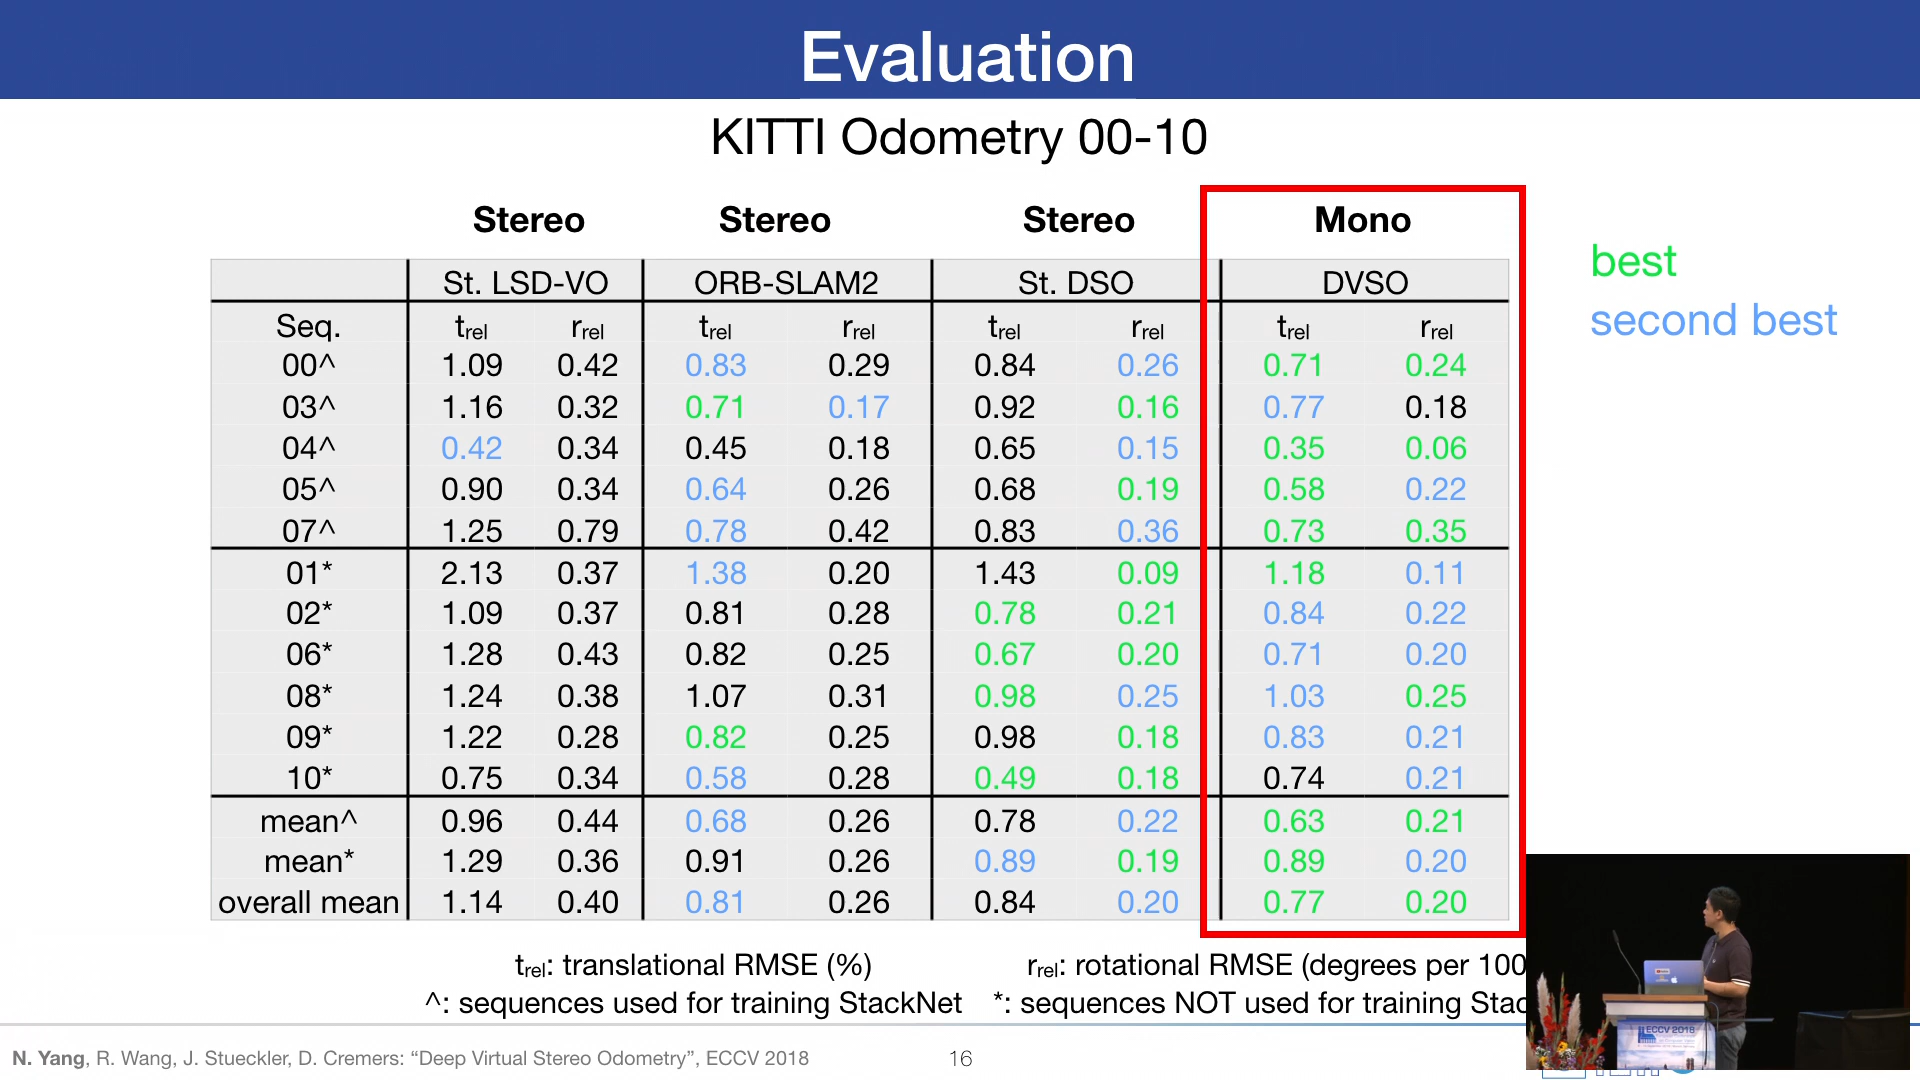 Evaluation
KITTI Odometry 00-10
Stereo Stereo Stereo Mono
best
second best
St. LSD-VO ORB-SLAM2 St. DSO DVSO
Seq. trel rrel trel rrel trel rrel trel rrel
00^ 1.09 0.42 0.83 0.29 0.84 0.26 0.71 0.24
03^ 1.16 0.32 0.71 0.17 0.92 0.16 0.77 0.18
04^ 0.42 0.34 0.45 0.18 0.65 0.15 0.35 0.06
05^ 0.90 0.34 0.64 0.26 0.68 0.19 0.58 0.22
07^ 1.25 0.79 0.78 0.42 0.83 0.36 0.73 0.35
01* 2.13 0.37 1.38 0.20 1.43 0.09 1.18 0.11
02* 1.09 0.37 0.81 0.28 0.78 0.21 0.84 0.22
06* 1.28 0.43 0.82 0.25 0.67 0.20 0.71 0.20
08* 1.24 0.38 1.07 0.31 0.98 0.25 1.03 0.25
09* 1.22 0.28 0.82 0.25 0.98 0.18 0.83 0.21
10* 0.75 0.34 0.58 0.28 0.49 0.18 0.74 0.21
mean^ 0.96 0.44 0.68 0.26 0.78 0.22 0.63 0.21
mean* 1.29 0.36 0.91 0.26 0.89 0.19 0.89 0.20
overall mean 1.14 0.40 0.81 0.26 0.84 0.20 0.77 0.20
trel: translational RMSE (%) rrel: rotational RMSE (degrees per 100
^: sequences used for training StackNet *: sequences NOT used for training Stac
ECCV 2018
N. Yang, R. Wang, J. Stueckler, D. Cremers: “Deep Virtual Stereo Odometry”, ECCV 2018 16